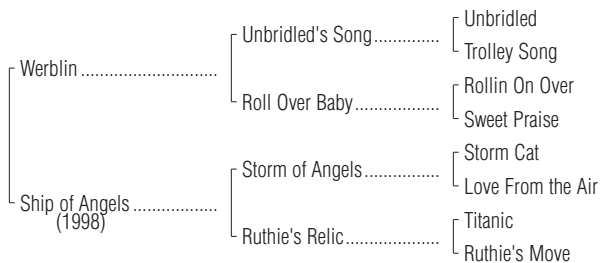 Unbridled
Unbridled's Song..............
Trolley Song
Werblin ...........................
Rollin On Over
Roll Over Baby.................
Sweet Praise
Storm Cat
Storm of Angels...............
Love From the Air
Ship of Angels .................
(1998)
Titanic
Ruthie's Relic...................
Ruthie's Move